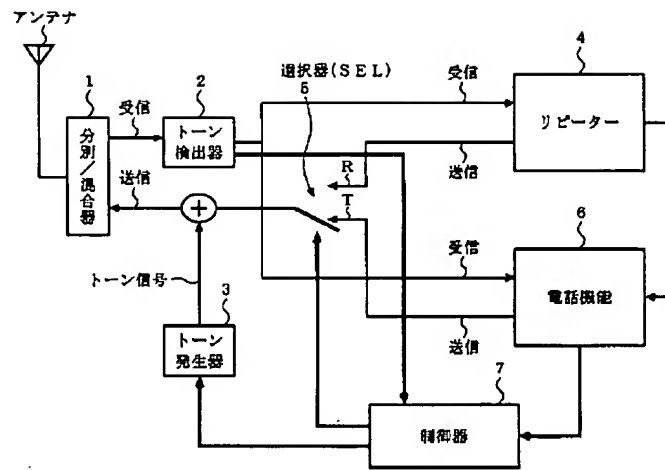 アンテナ
1
分別／混合器
受信
送信
2
トーン
検出器
選択器(SEL)
5
R
T
受信
送信
4
リピーター
受信
送信
6
電話機能
トーン信号
3
トーン
発生器
7
制御器